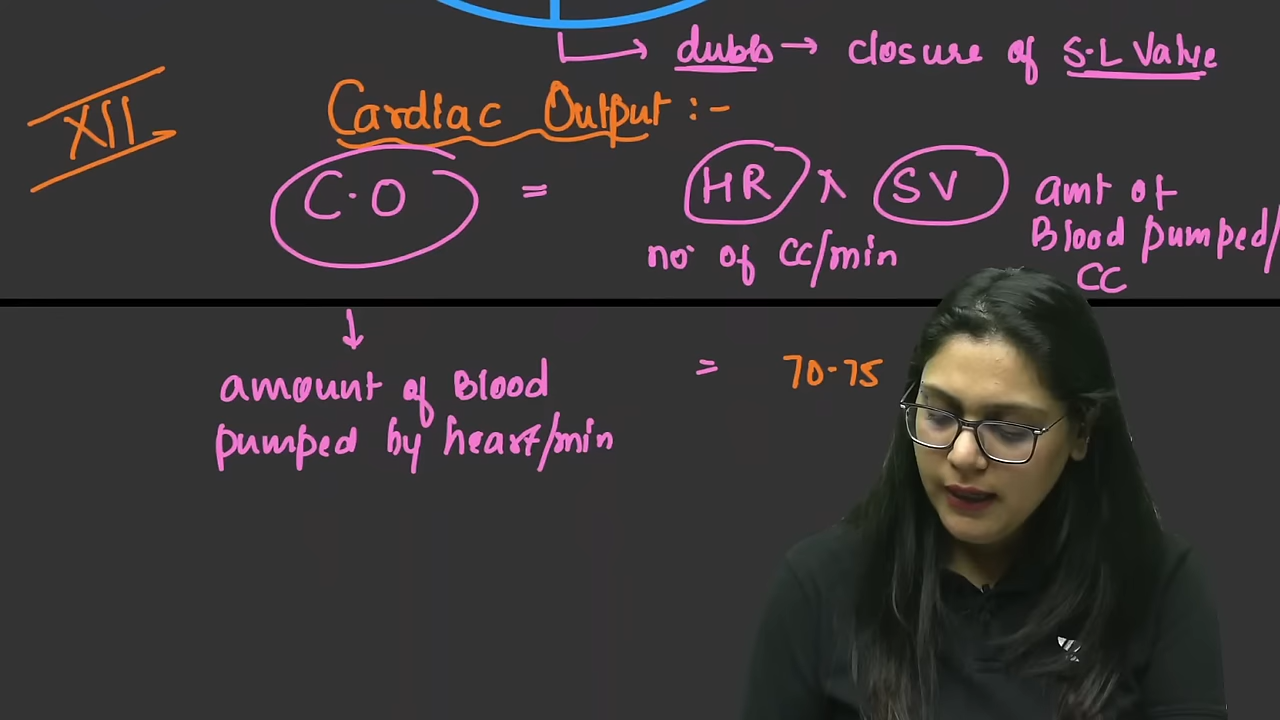 dubb → closure of S-L Valve
XII
Cardiac Output :-
C.O = HR x SV amt of
Blood pumped/
no. of CC/min
CC
↓
amount of Blood = 70-75
pumped by heart/min